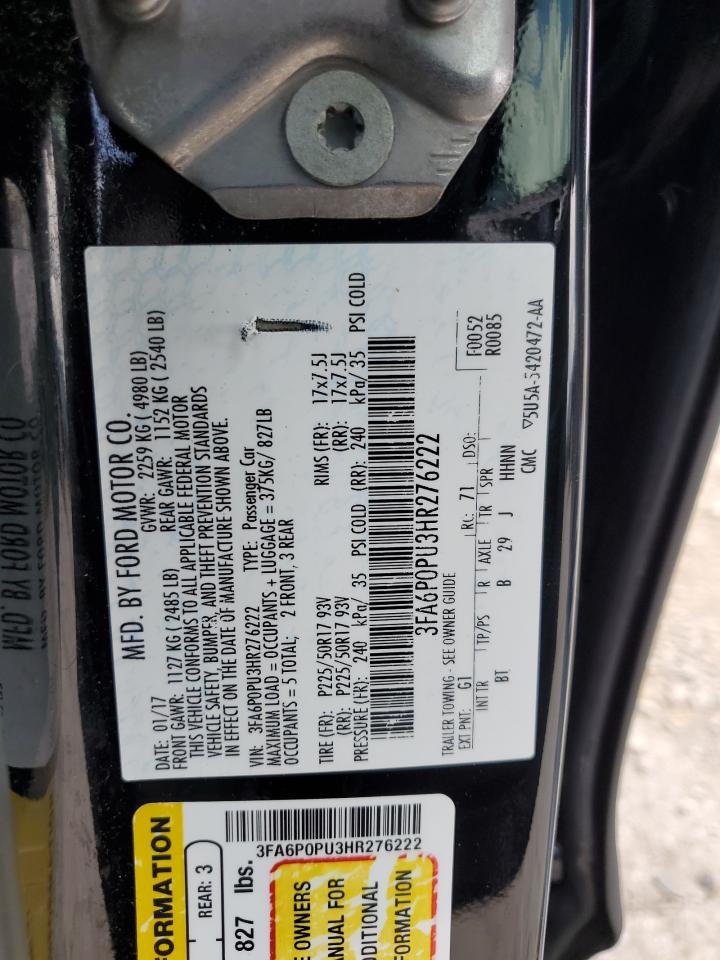 MFD. BY FORD MOTOR CO.
DATE: 01/17 GVWR: 2259 KG ( 4980 LB)
FRONT GAWR: 1127 KG ( 2485 LB) REAR GAWR: 1152 KG ( 2540 LB)
THIS VEHICLE CONFORMS TO ALL APPLICABLE FEDERAL MOTOR
VEHICLE SAFETY, BUMPER, AND THEFT PREVENTION STANDARDS
IN EFFECT ON THE DATE OF MANUFACTURE SHOWN ABOVE.
VIN: 3FA6P0PU3HR276222 TYPE: Passenger Car
MAXIMUM LOAD = OCCUPANTS + LUGGAGE = 375KG/ 827LB
OCCUPANTS = 5 TOTAL; 2 FRONT, 3 REAR
TIRE (FR): P225/50R17 93V RIMS (FR): 17x7.5J
(RR): P225/50R17 93V (RR): 17x7.5J
PRESSURE (FR): 240 kPa/ 35 PSI COLD (RR): 240 kPa/ 35 PSI COLD
3FA6P0PU3HR276222
TRAILER TOWING - SEE OWNER GUIDE
EXT PNT: G1 RC: 71 DSO: F0052
R0085
INT TR TP/PS R AXLE TR SPR
BT B 29 J HHNN
CMC ▽5U5A-5420472-AA
FORMATION
REAR: 3
827 lbs.
3FA6P0PU3HR276222
E OWNERS
ANUAL FOR
DDITIONAL
FORMATION